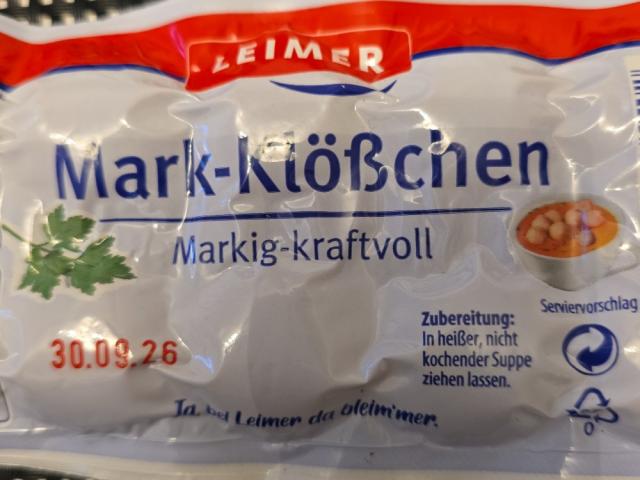 LEIMER
Mark-Klößchen
Markig-kraftvoll
Serviervorschlag
Zubereitung:
In heißer, nicht
kochender Suppe
ziehen lassen.
30.09.26
Ja, bei Leimer da bleim'mer.
0